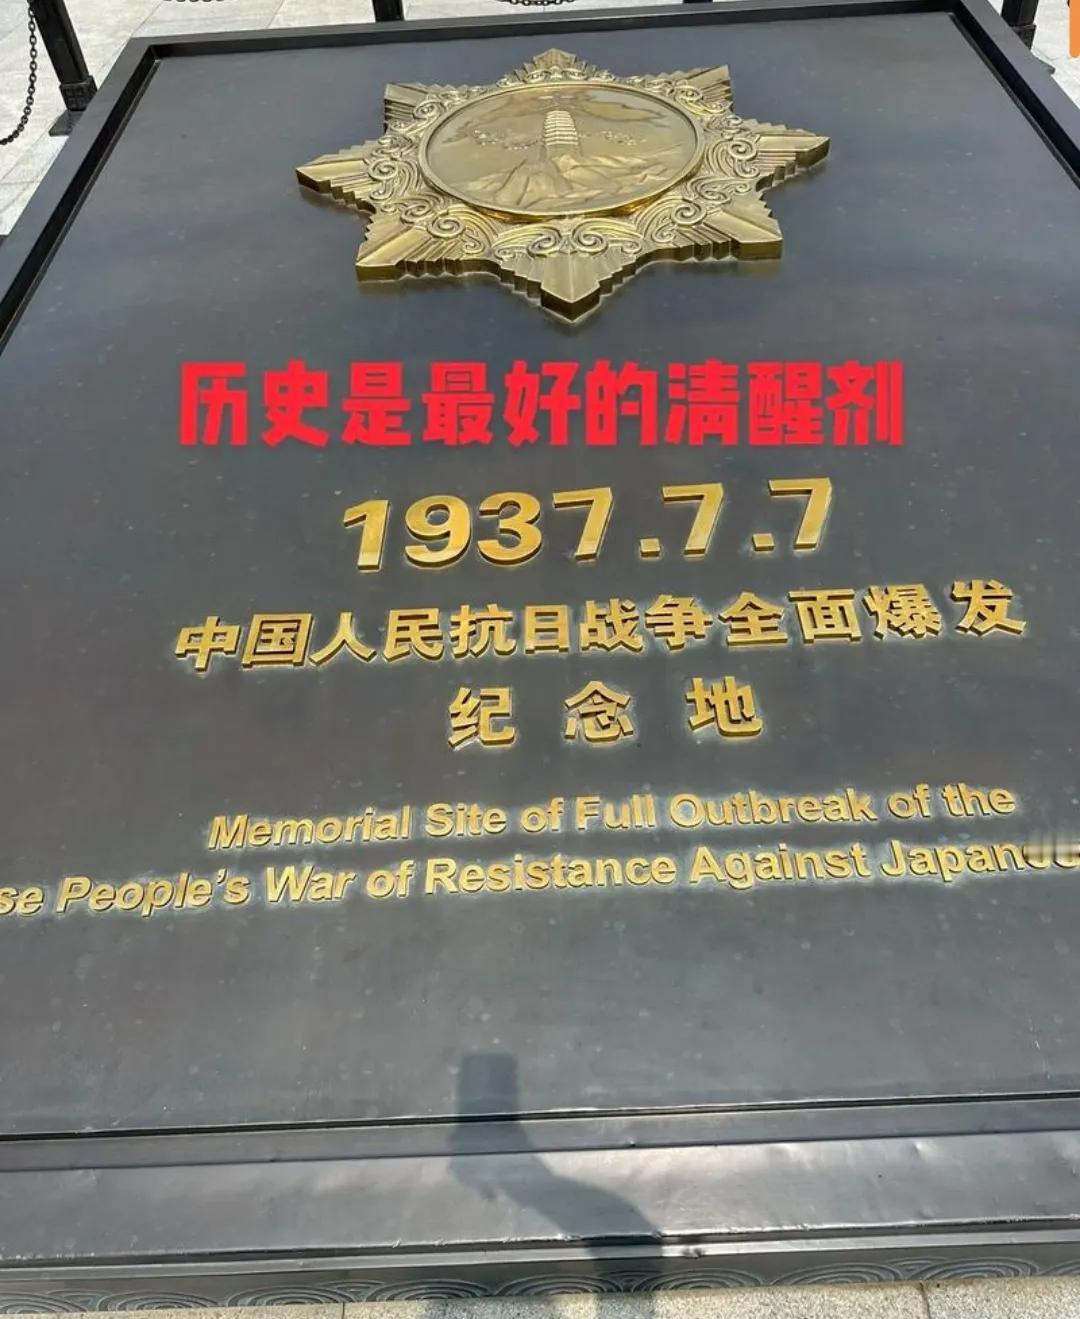 历史是最好的清醒剂
1937.7.7
中国人民抗日战争全面爆发
纪念地
Memorial Site of Full Outbreak of the
se People's War of Resistance Against Japan